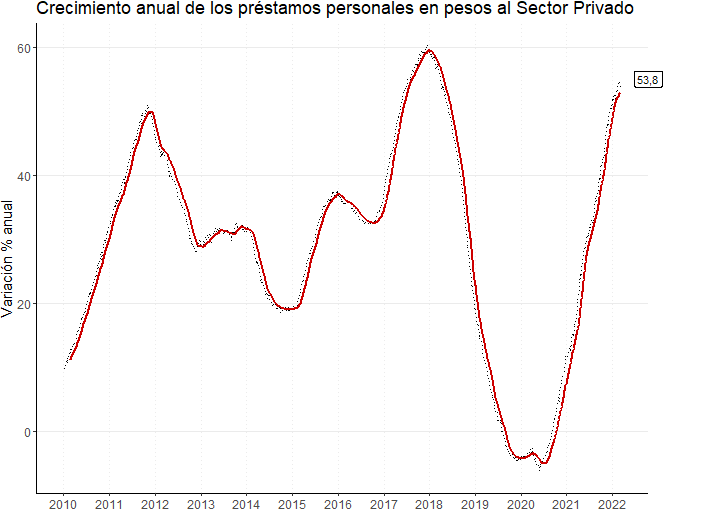 Crecimiento anual de los préstamos personales en pesos al Sector Privado
60
53,8
40
Variación % anual
20
0
2010 2011 2012 2013 2014 2015 2016 2017 2018 2019 2020 2021 2022